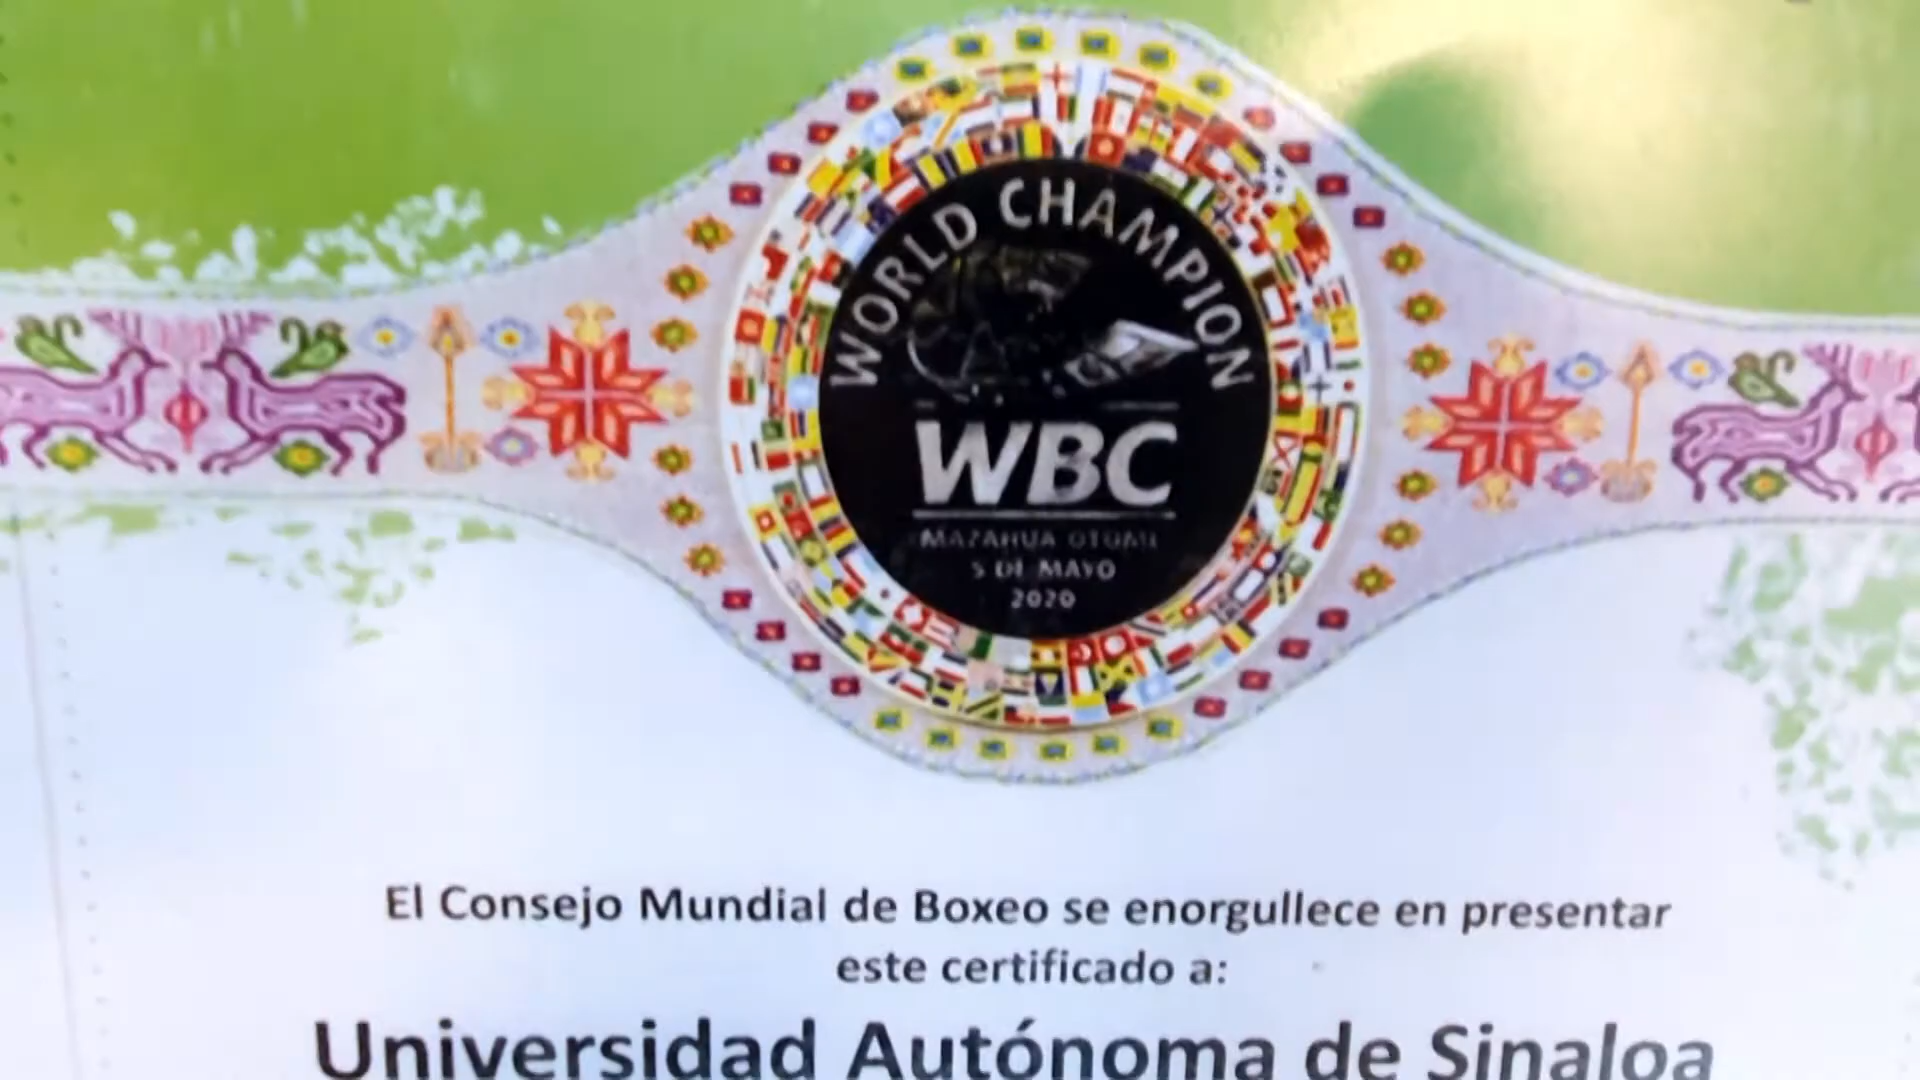 WORLD CHAMPION
WBC
MAZAHUA OTOMI
5 DE MAYO
2020
El Consejo Mundial de Boxeo se enorgullece en presentar
este certificado a:
Universidad Autónoma de Sinaloa